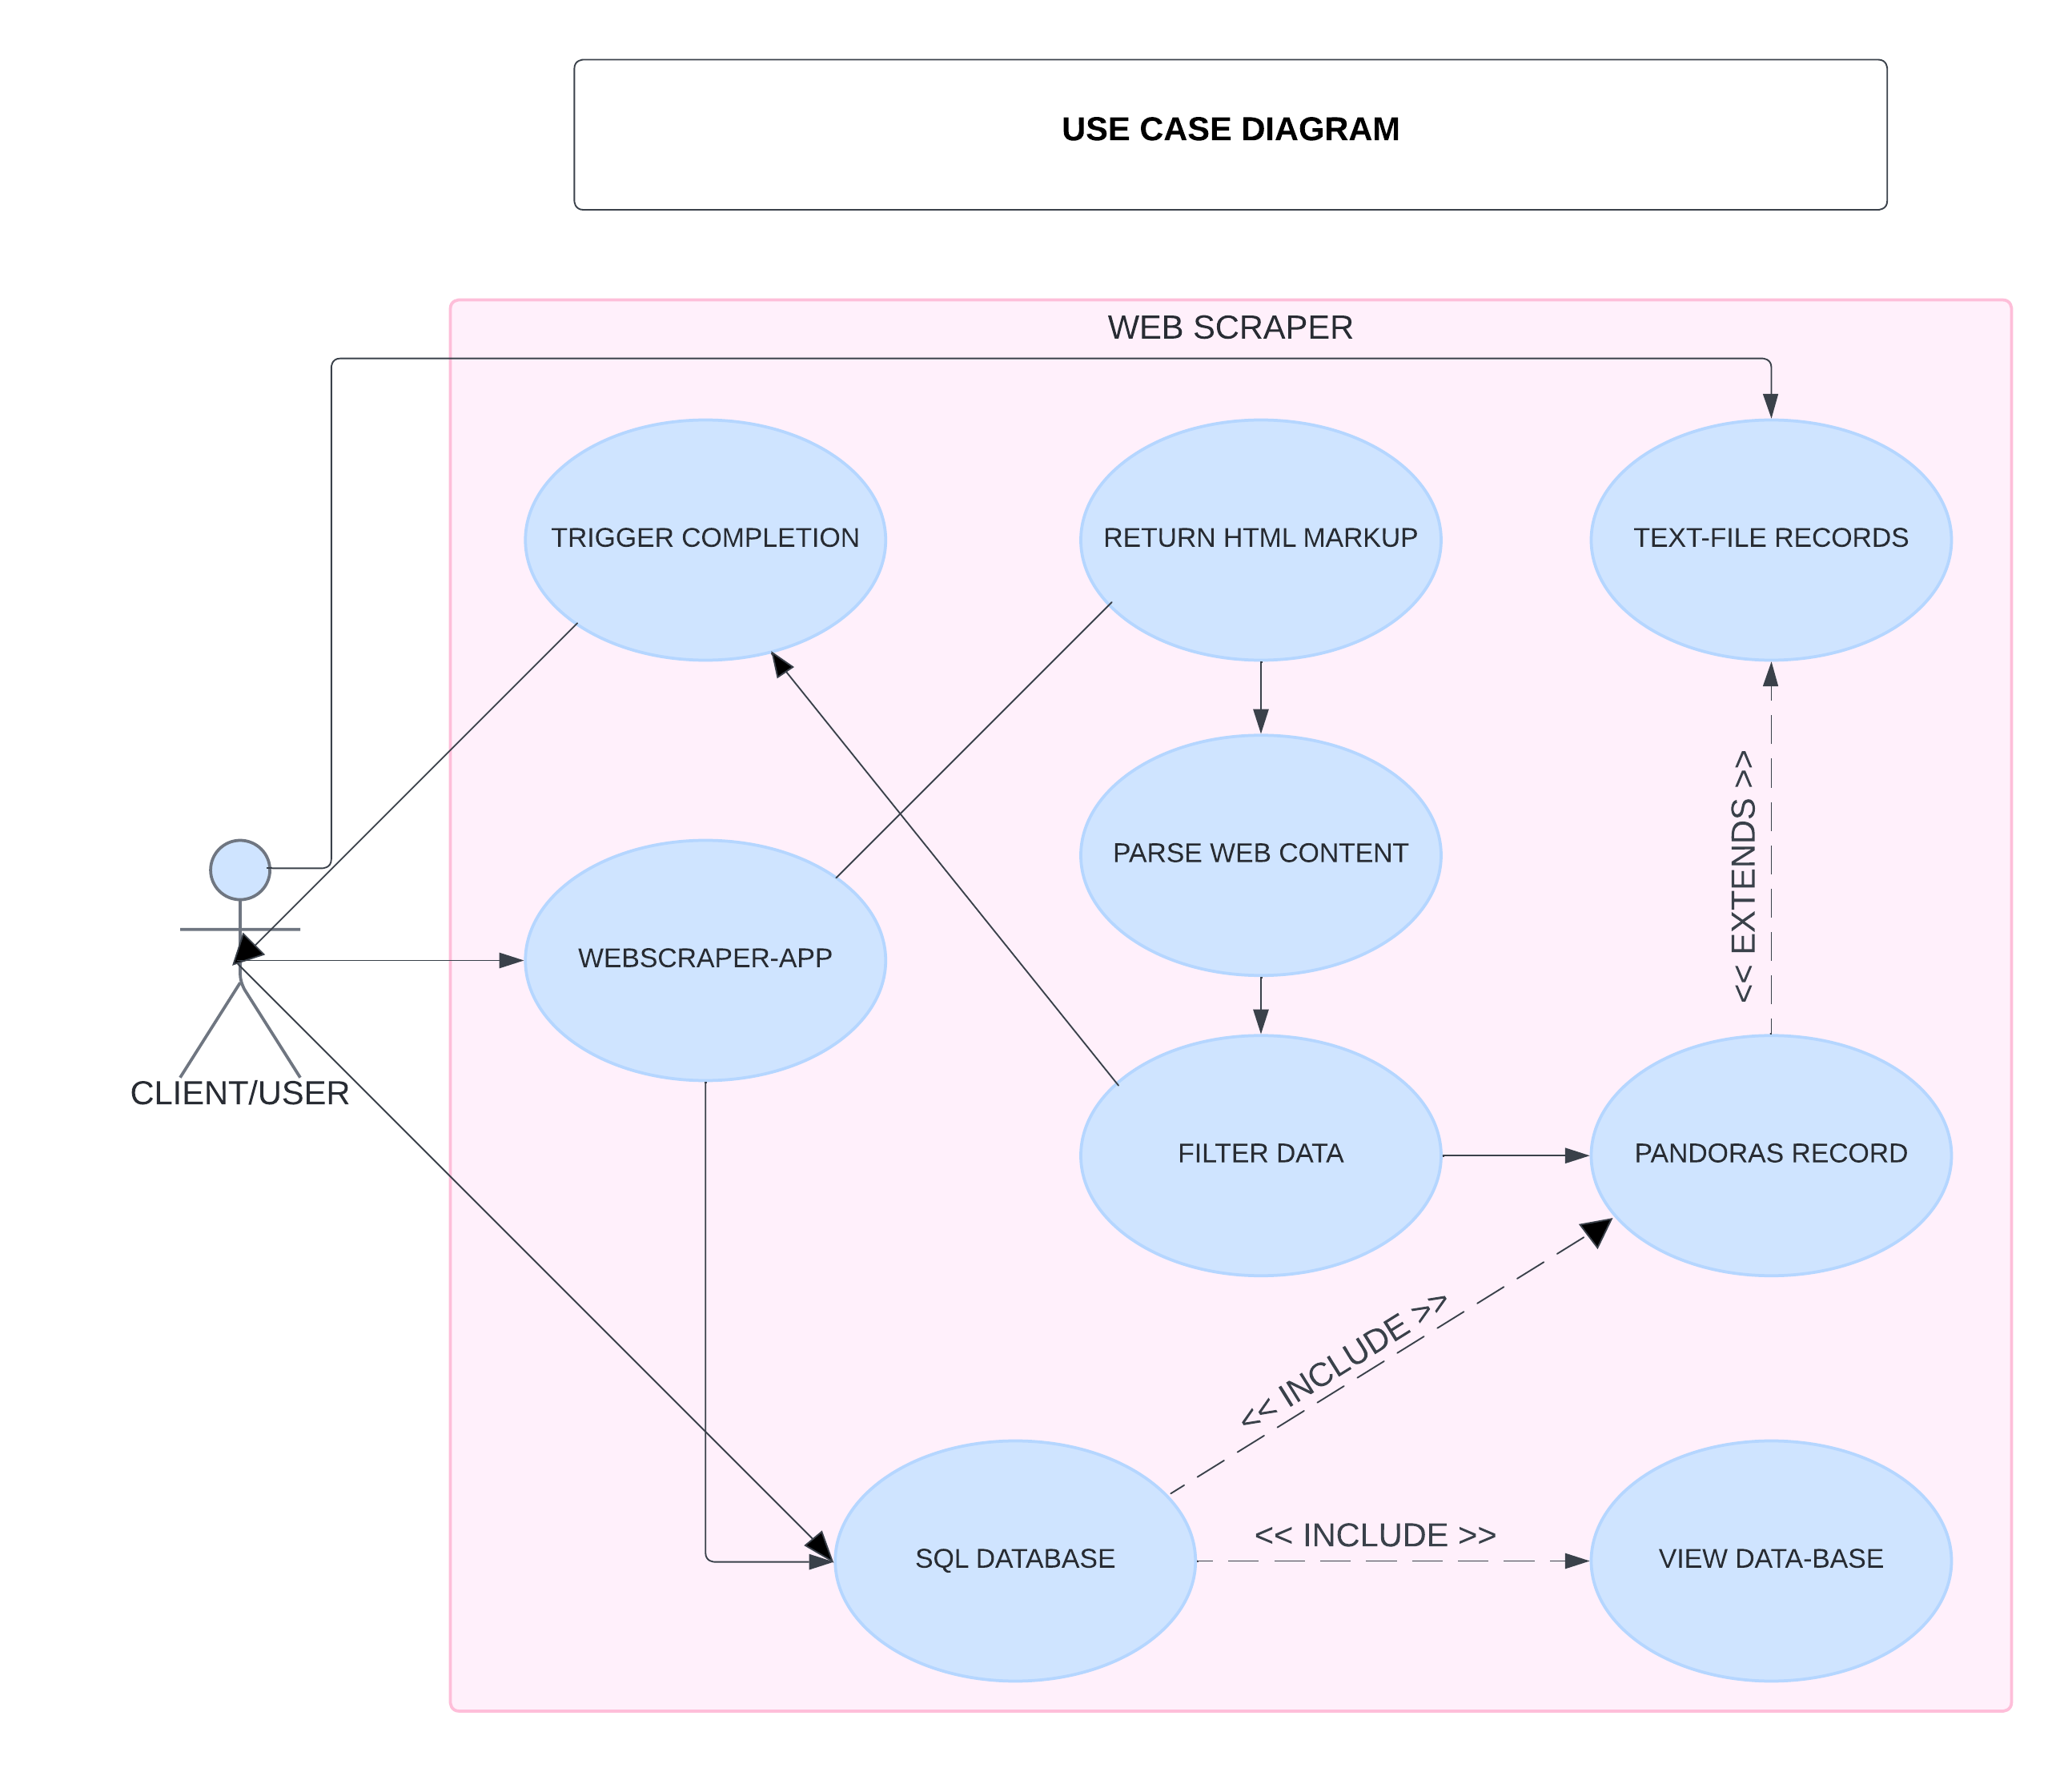 USE CASE DIAGRAM
WEB SCRAPER
TRIGGER COMPLETION
RETURN HTML MARKUP
TEXT-FILE RECORDS
PARSE WEB CONTENT
<< EXTENDS >>
WEBSCRAPER-APP
CLIENT/USER
FILTER DATA
PANDORAS RECORD
<< INCLUDE >>
<< INCLUDE >>
SQL DATABASE
VIEW DATA-BASE